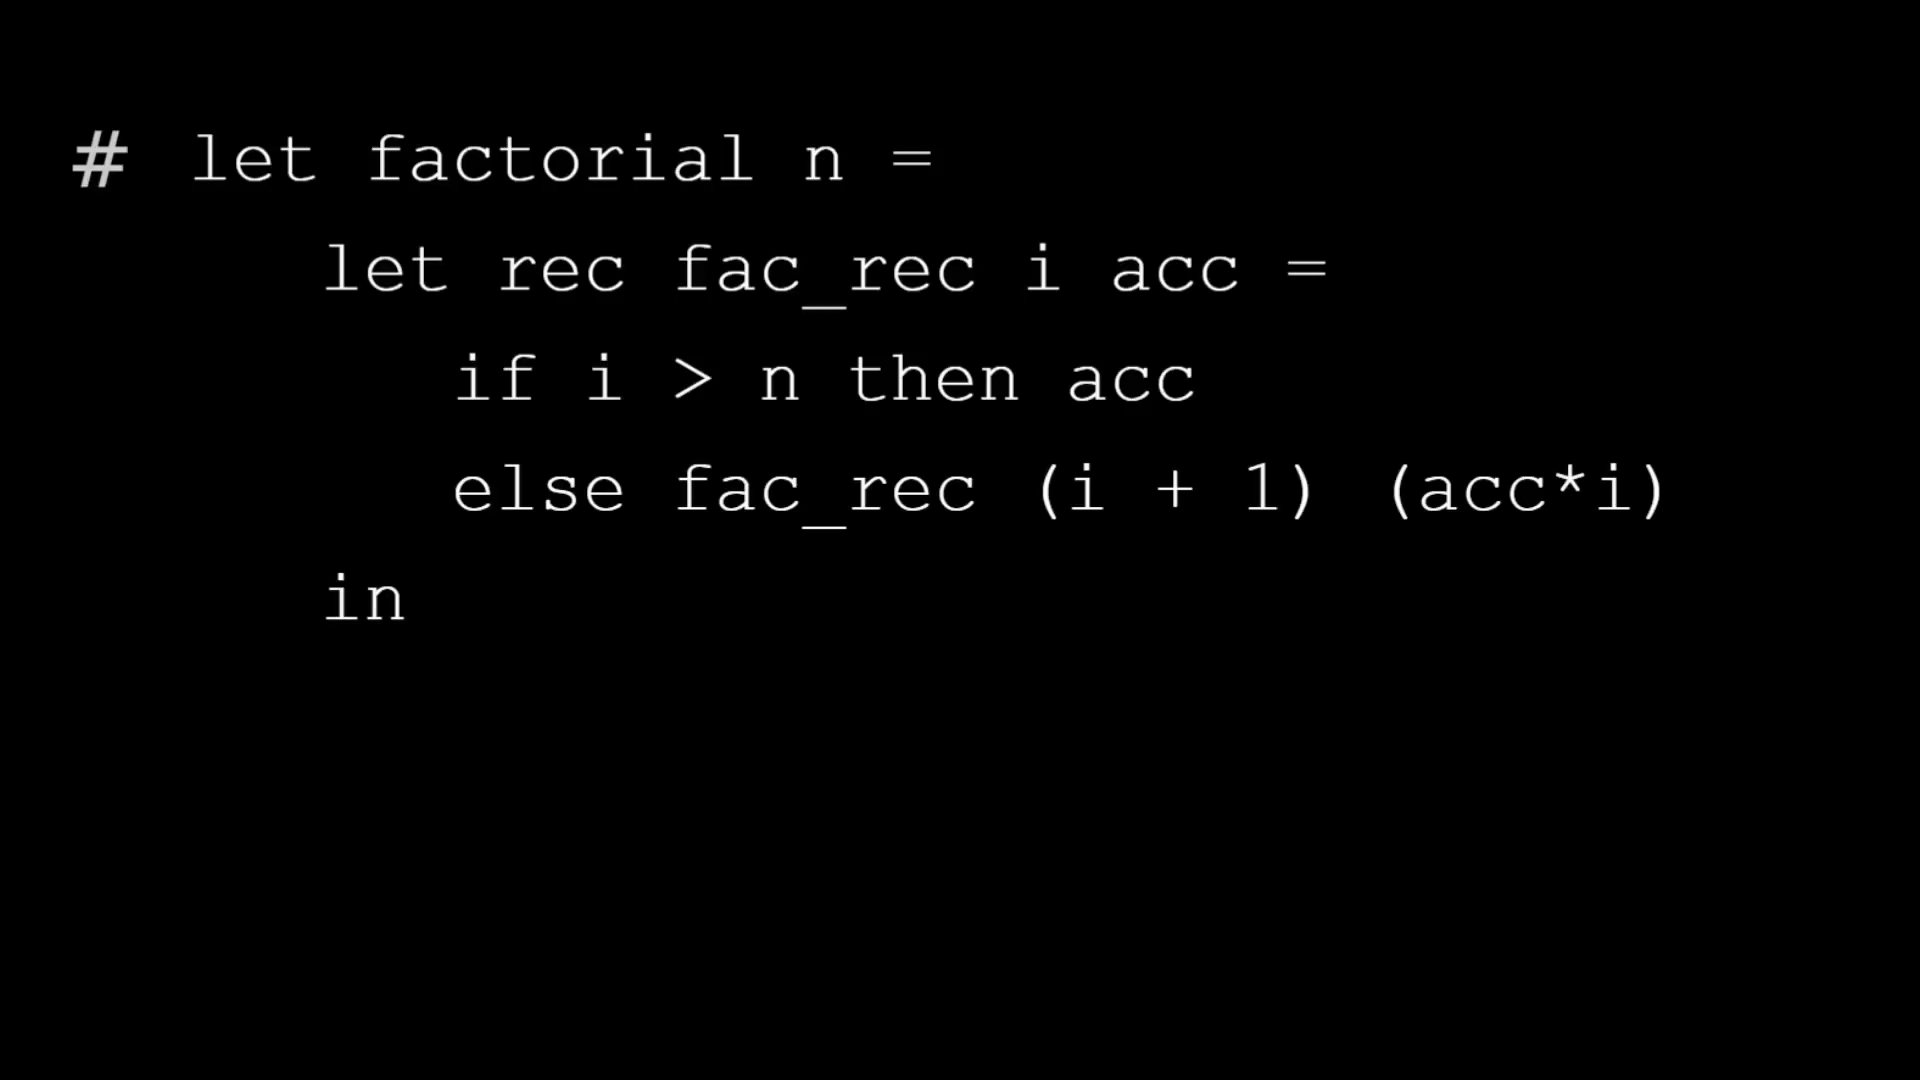 # let factorial n =
let rec fac_rec i acc =
if i > n then acc
else fac_rec (i + 1) (acc*i)
in